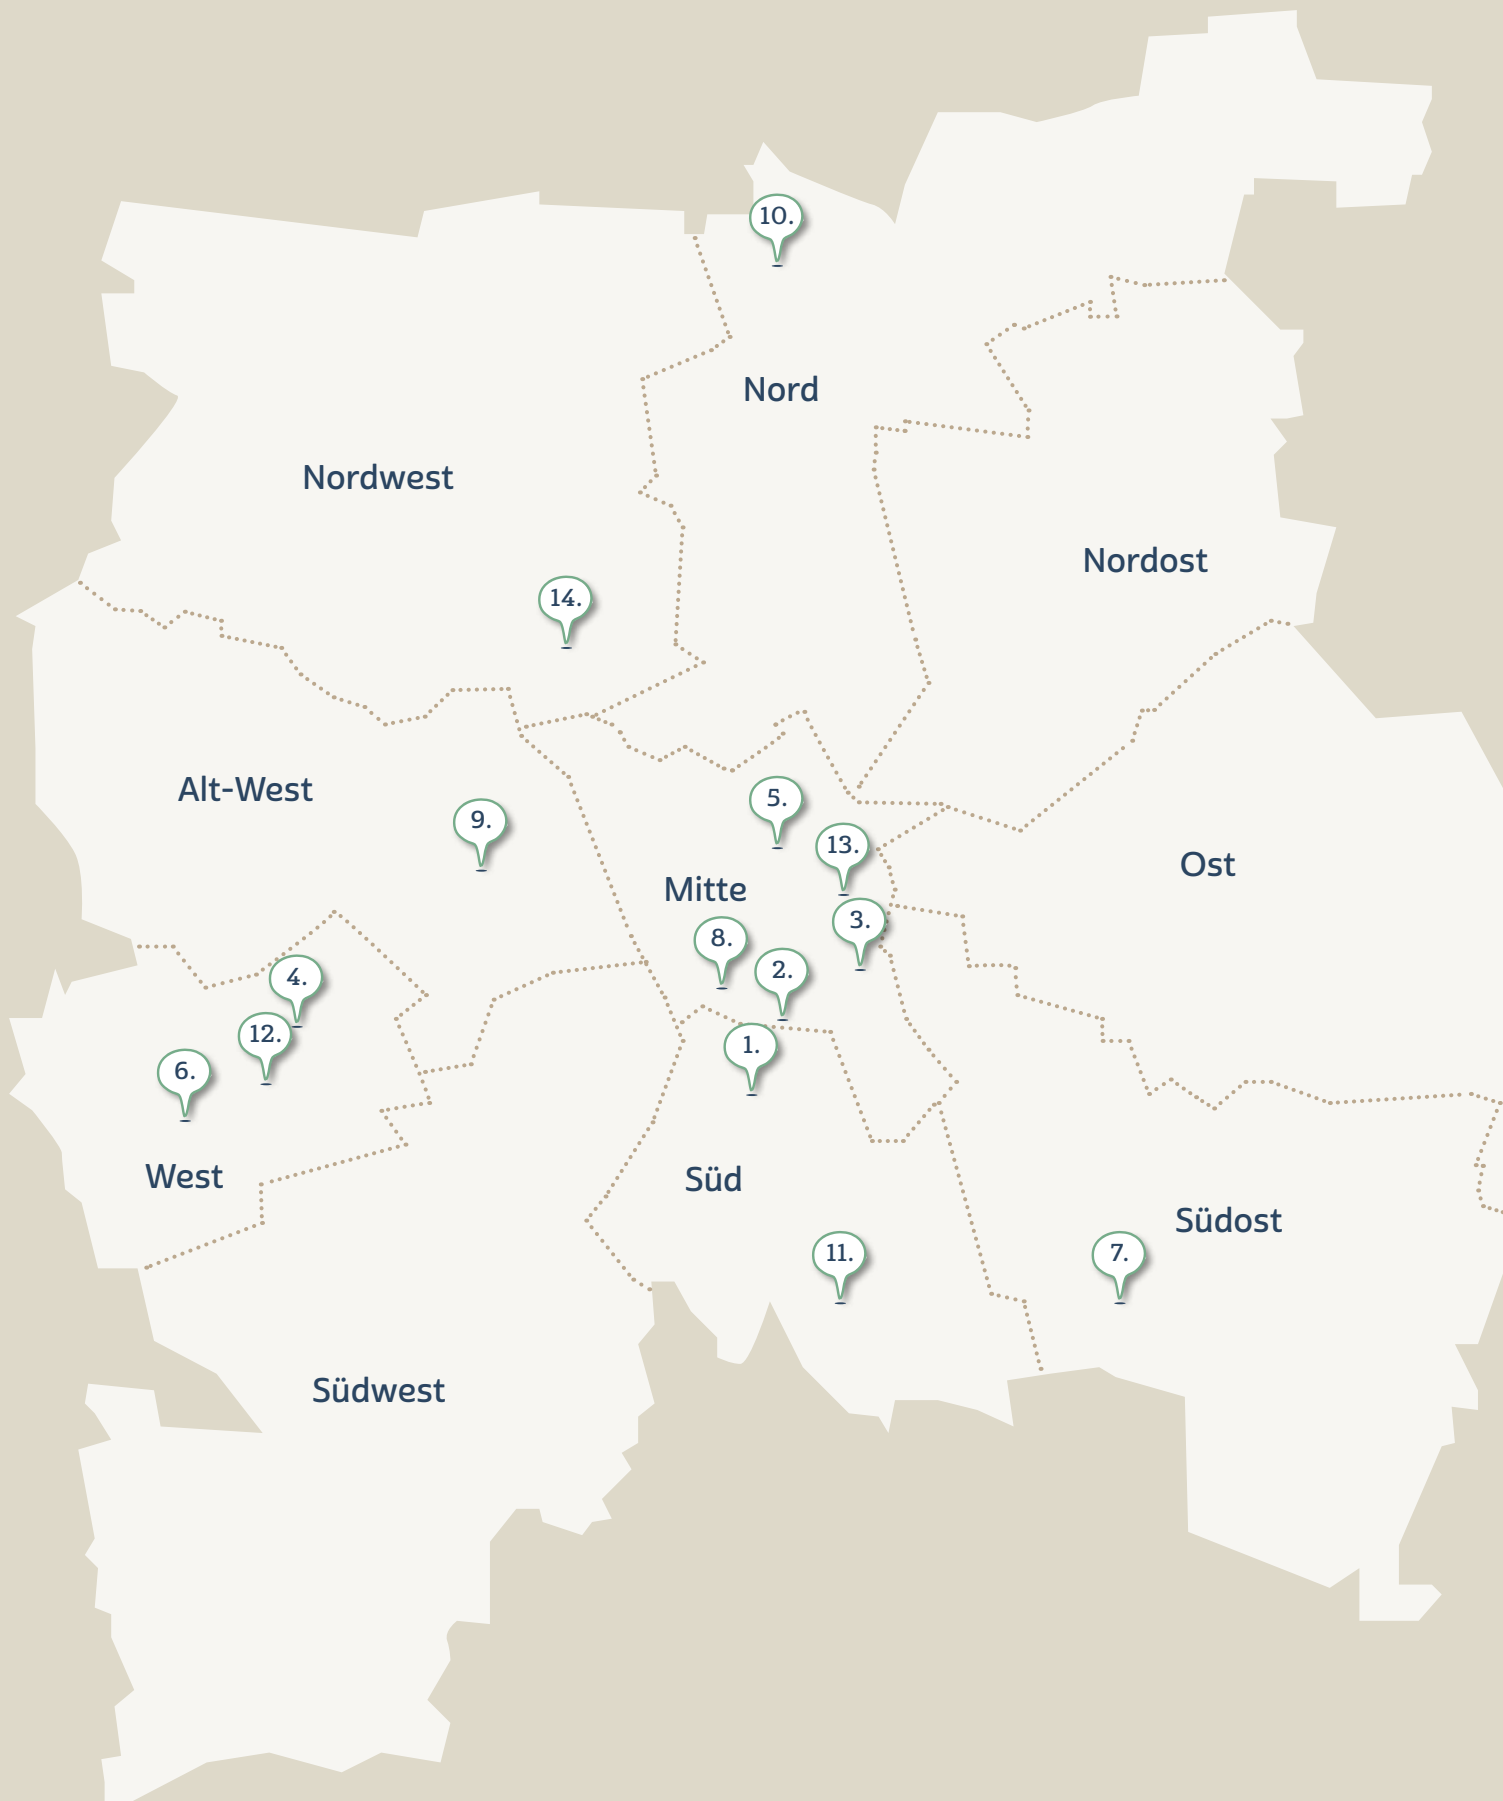 10.
Nord
Nordwest
Nordost
14.
Alt-West
5.
9.
13.
Ost
Mitte
3.
8.
2.
4.
12.
1.
6.
West
Süd
Südost
11.
7.
Südwest